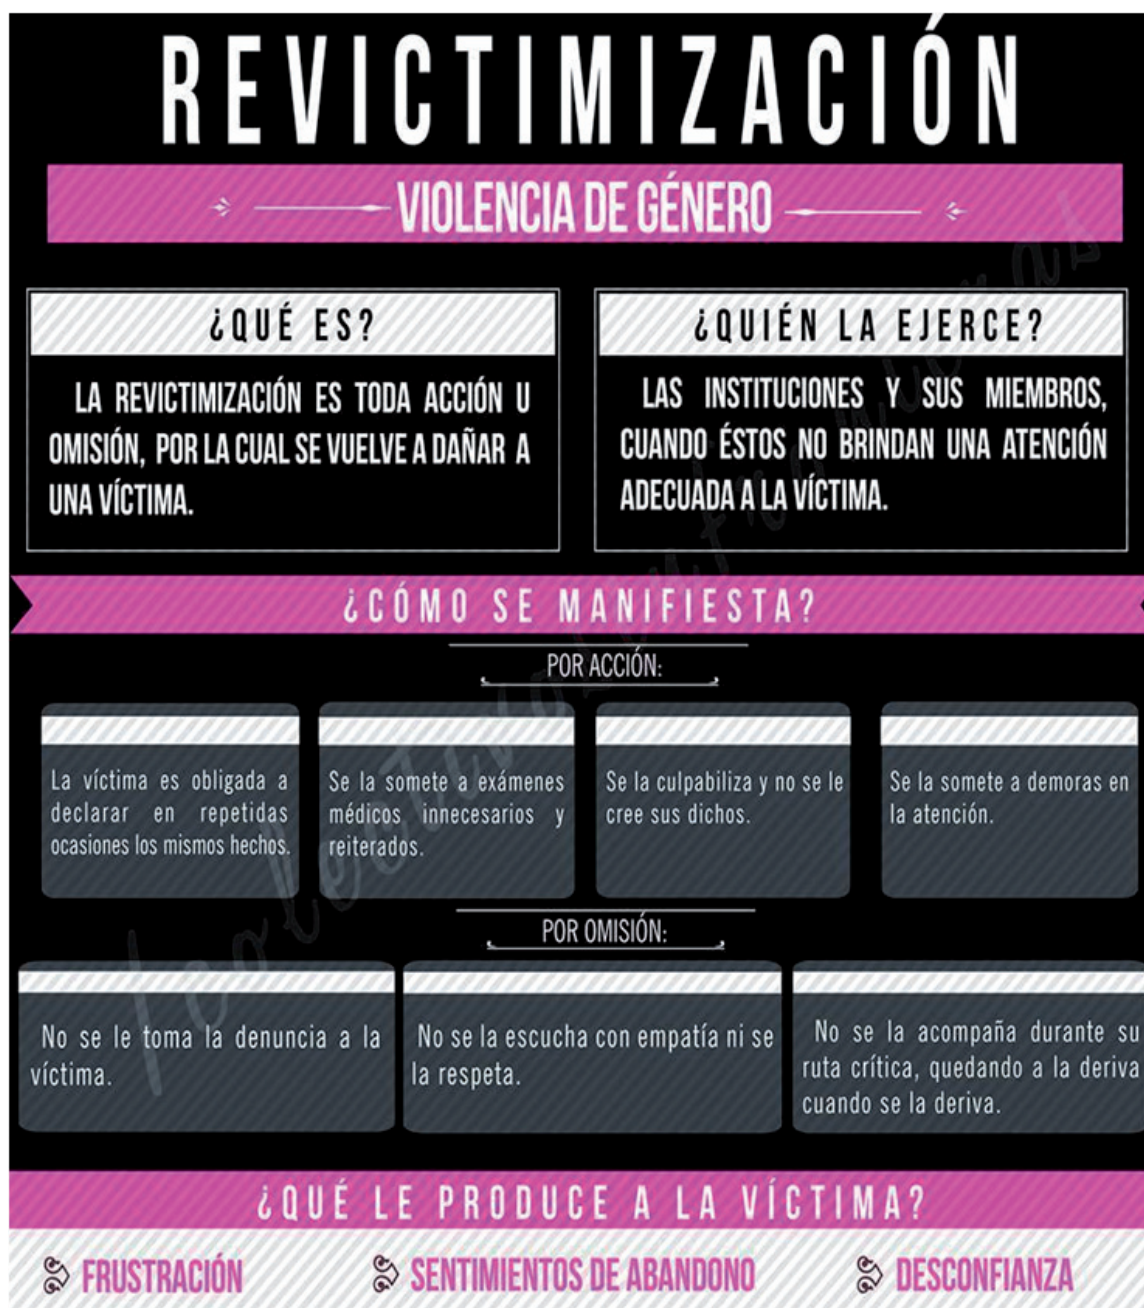 REVICTIMIZACIÓN
VIOLENCIA DE GÉNERO
¿QUÉ ES?
LA REVICTIMIZACIÓN ES TODA ACCIÓN U
OMISIÓN, POR LA CUAL SE VUELVE A DAÑAR A
UNA VÍCTIMA.
¿QUIÉN LA EJERCE?
LAS INSTITUCIONES Y SUS MIEMBROS,
CUANDO ÉSTOS NO BRINDAN UNA ATENCIÓN
ADECUADA A LA VÍCTIMA.
¿CÓMO SE MANIFIESTA?
POR ACCIÓN:
La víctima es obligada a
declarar en repetidas
ocasiones los mismos hechos.
Se la somete a exámenes
médicos innecesarios y
reiterados.
Se la culpabiliza y no se le
cree sus dichos.
Se la somete a demoras en
la atención.
POR OMISIÓN:
No se le toma la denuncia a la
víctima.
No se la escucha con empatía ni se
la respeta.
No se la acompaña durante su
ruta crítica, quedando a la deriva
cuando se la deriva.
¿QUÉ LE PRODUCE A LA VÍCTIMA?
FRUSTRACIÓN
SENTIMIENTOS DE ABANDONO
DESCONFIANZA